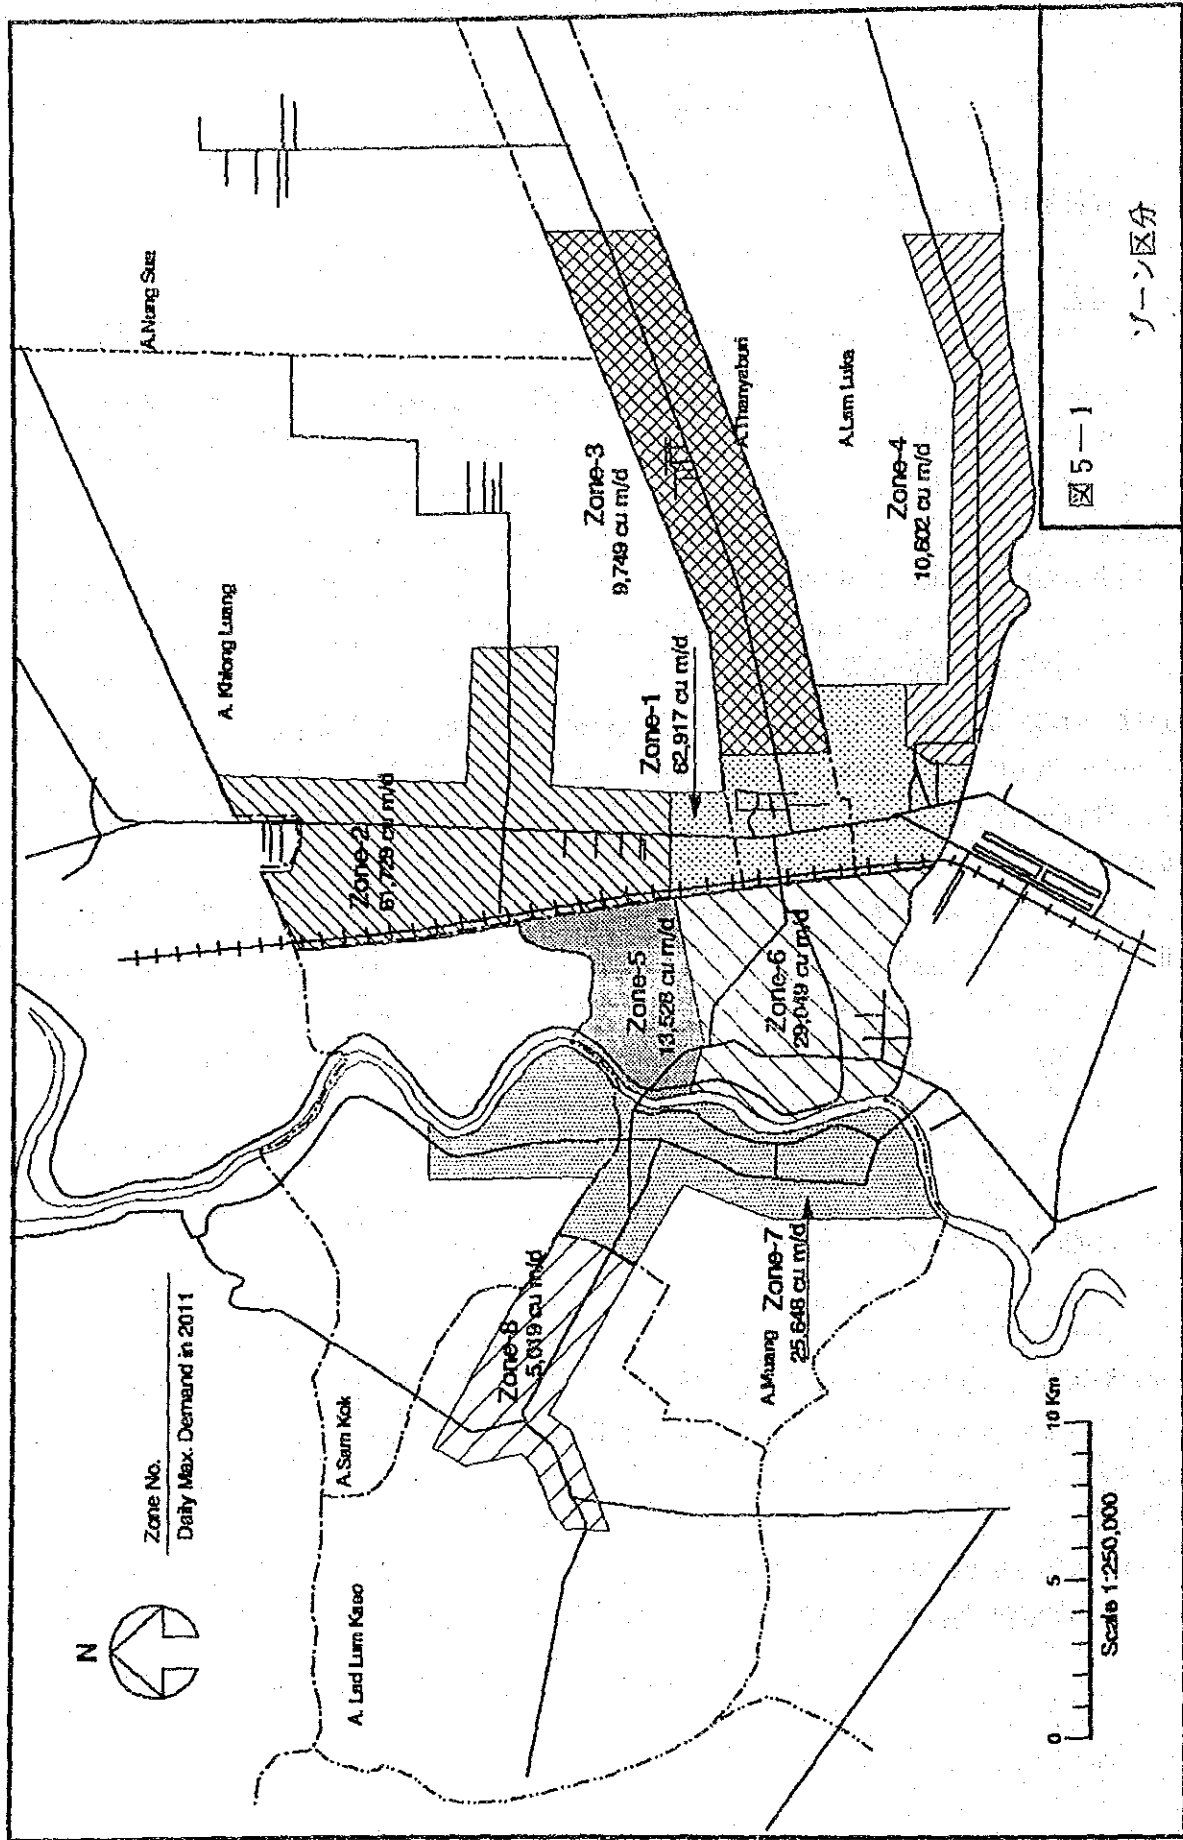 N
Zone No.
Daily Max. Demand in 2011
A. Lad Lum Kaeo
A.Sam Kok
A. Khlong Luang
A.Nung Sua
Zone-2
61,729 cu m/d
Zone-8
5,019 cu m/d
Zone-5
13,528 cu m/d
Zone-1
62,917 cu m/d
Zone-3
9,749 cu m/d
A.Thanyaburi
A.Lam Luka
Zone-6
29,049 cu m/d
A.Muang
Zone-7
25,648 cu m/d
Zone-4
10,602 cu m/d
0 5 10 Km
Scale 1:250,000
図5-1
ゾーン区分